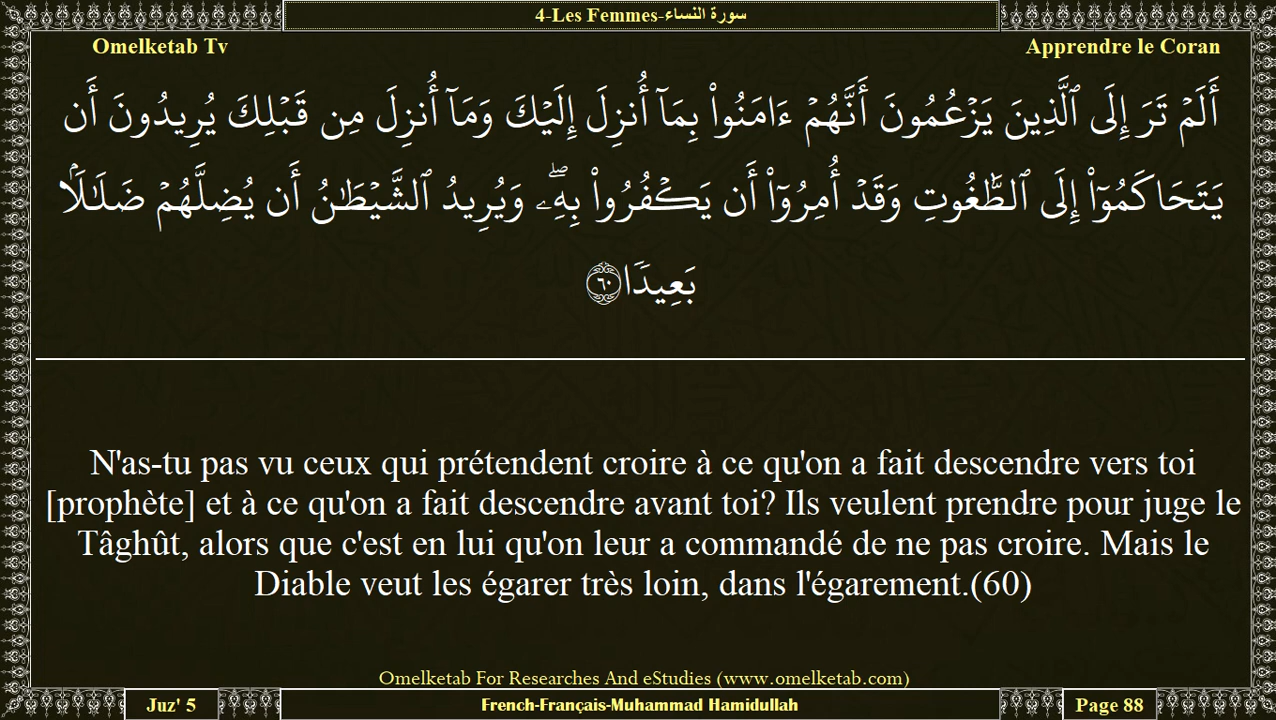 4-Les Femmes-سورة النساء
Omelketab Tv
Apprendre le Coran
أَلَمۡ تَرَ إِلَى ٱلَّذِينَ يَزۡعُمُونَ أَنَّهُمۡ ءَامَنُواْ بِمَآ أُنزِلَ إِلَيۡكَ وَمَآ أُنزِلَ مِن قَبۡلِكَ يُرِيدُونَ أَن
يَتَحَاكَمُوٓاْ إِلَى ٱلطَّـٰغُوتِ وَقَدۡ أُمِرُوٓاْ أَن يَكۡفُرُواْ بِهِۦۖ وَيُرِيدُ ٱلشَّيۡطَـٰنُ أَن يُضِلَّهُمۡ ضَلَـٰلَۢا
بَعِيدٗا ٦٠
N'as-tu pas vu ceux qui prétendent croire à ce qu'on a fait descendre vers toi
[prophète] et à ce qu'on a fait descendre avant toi? Ils veulent prendre pour juge le
Tâghût, alors que c'est en lui qu'on leur a commandé de ne pas croire. Mais le
Diable veut les égarer très loin, dans l'égarement.(60)
Omelketab For Researches And eStudies (www.omelketab.com)
Juz' 5
French-Français-Muhammad Hamidullah
Page 88